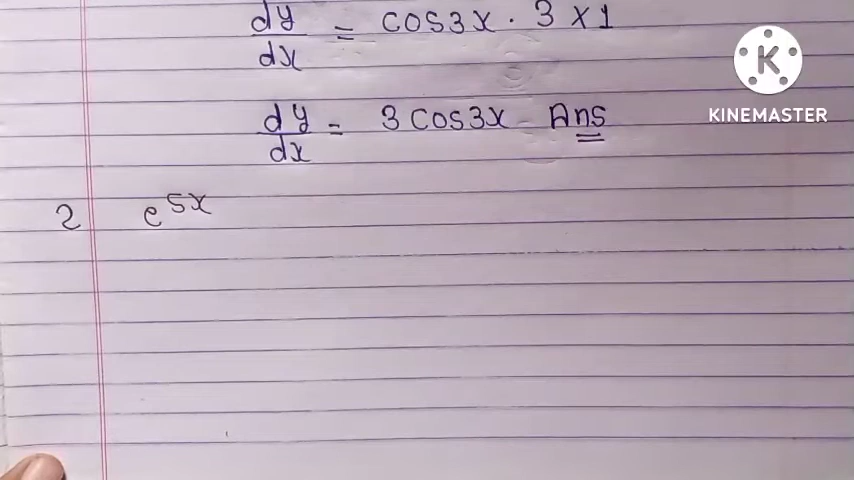 dy/dx = cos3x · 3 x 1
KINEMASTER
dy/dx = 3 cos3x Ans
2 e^5x